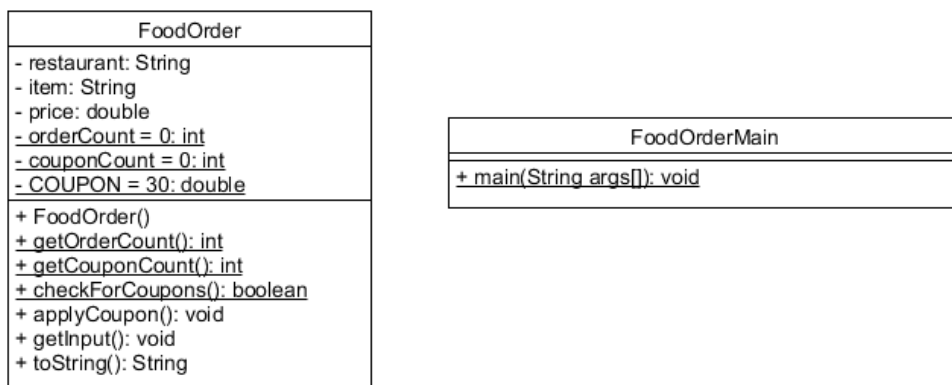 FoodOrder
- restaurant: String
- item: String
- price: double
- orderCount = 0: int
- couponCount = 0: int
- COUPON = 30: double
+ FoodOrder()
+ getOrderCount(): int
+ getCouponCount(): int
+ checkForCoupons(): boolean
+ applyCoupon(): void
+ getInput(): void
+ toString(): String
FoodOrderMain
+ main(String args[]): void